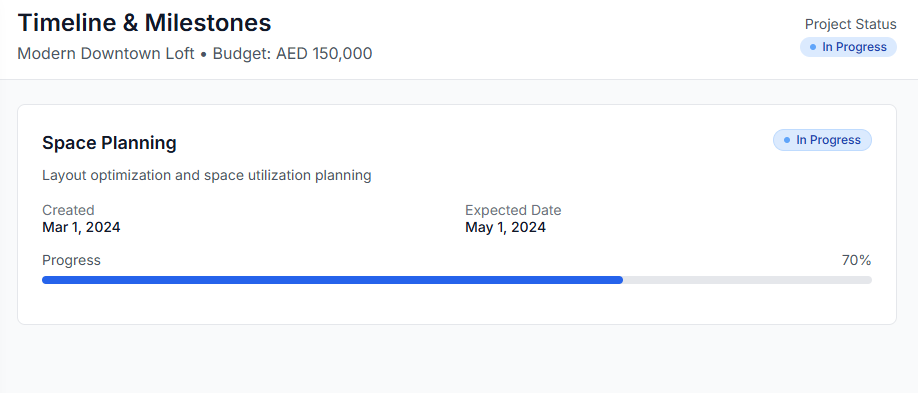 Timeline & Milestones
Modern Downtown Loft • Budget: AED 150,000
Project Status
In Progress
Space Planning
In Progress
Layout optimization and space utilization planning
Created
Mar 1, 2024
Expected Date
May 1, 2024
Progress
70%